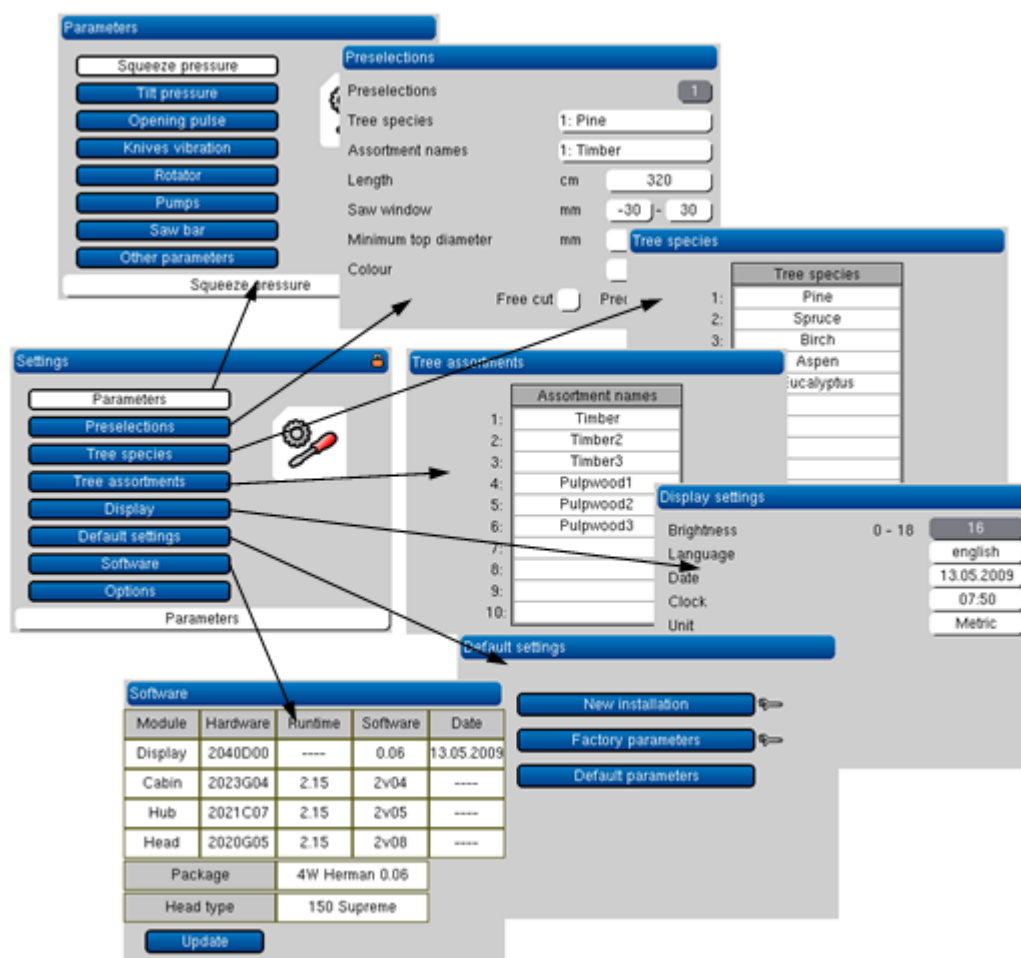 Parameters
Squeeze pressure
Tilt pressure
Opening pulse
Knives vibration
Rotator
Pumps
Saw bar
Other parameters
Squeeze pressure
Preselections
Preselections 1
Tree species 1: Pine
Assortment names 1: Timber
Length cm 320
Saw window mm -30 - 30
Minimum top diameter mm
Colour
Free cut
Tree species
Tree species
1: Pine
2: Spruce
3: Birch
Aspen
Settings
Parameters
Preselections
Tree species
Tree assortments
Display
Default settings
Software
Options
Parameters
Tree assortments
Assortment names
1: Timber
2: Timber2
3: Timber3
4: Pulpwood1
5: Pulpwood2
6: Pulpwood3
7:
8:
9:
10:
Display settings
Brightness 0 - 18 16
Language english
Date 13.05.2009
Clock 07:50
Unit Metric
Default settings
New installation
Factory parameters
Default parameters
Software
Module Hardware Runtime Software Date
Display 2040D00 ---- 0.06 13.05.2009
Cabin 2023G04 2.15 2v04 ----
Hub 2021C07 2.15 2v05 ----
Head 2020G05 2.15 2v08 ----
Package 4W Herman 0.06
Head type 150 Supreme
Update